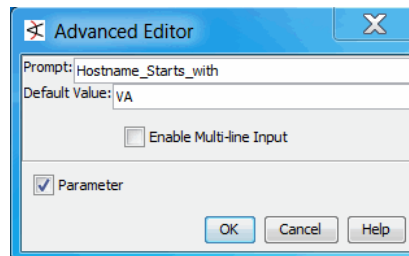 Advanced Editor
Prompt: Hostname_Starts_with
Default Value: VA
Enable Multi-line Input
Parameter
OK Cancel Help